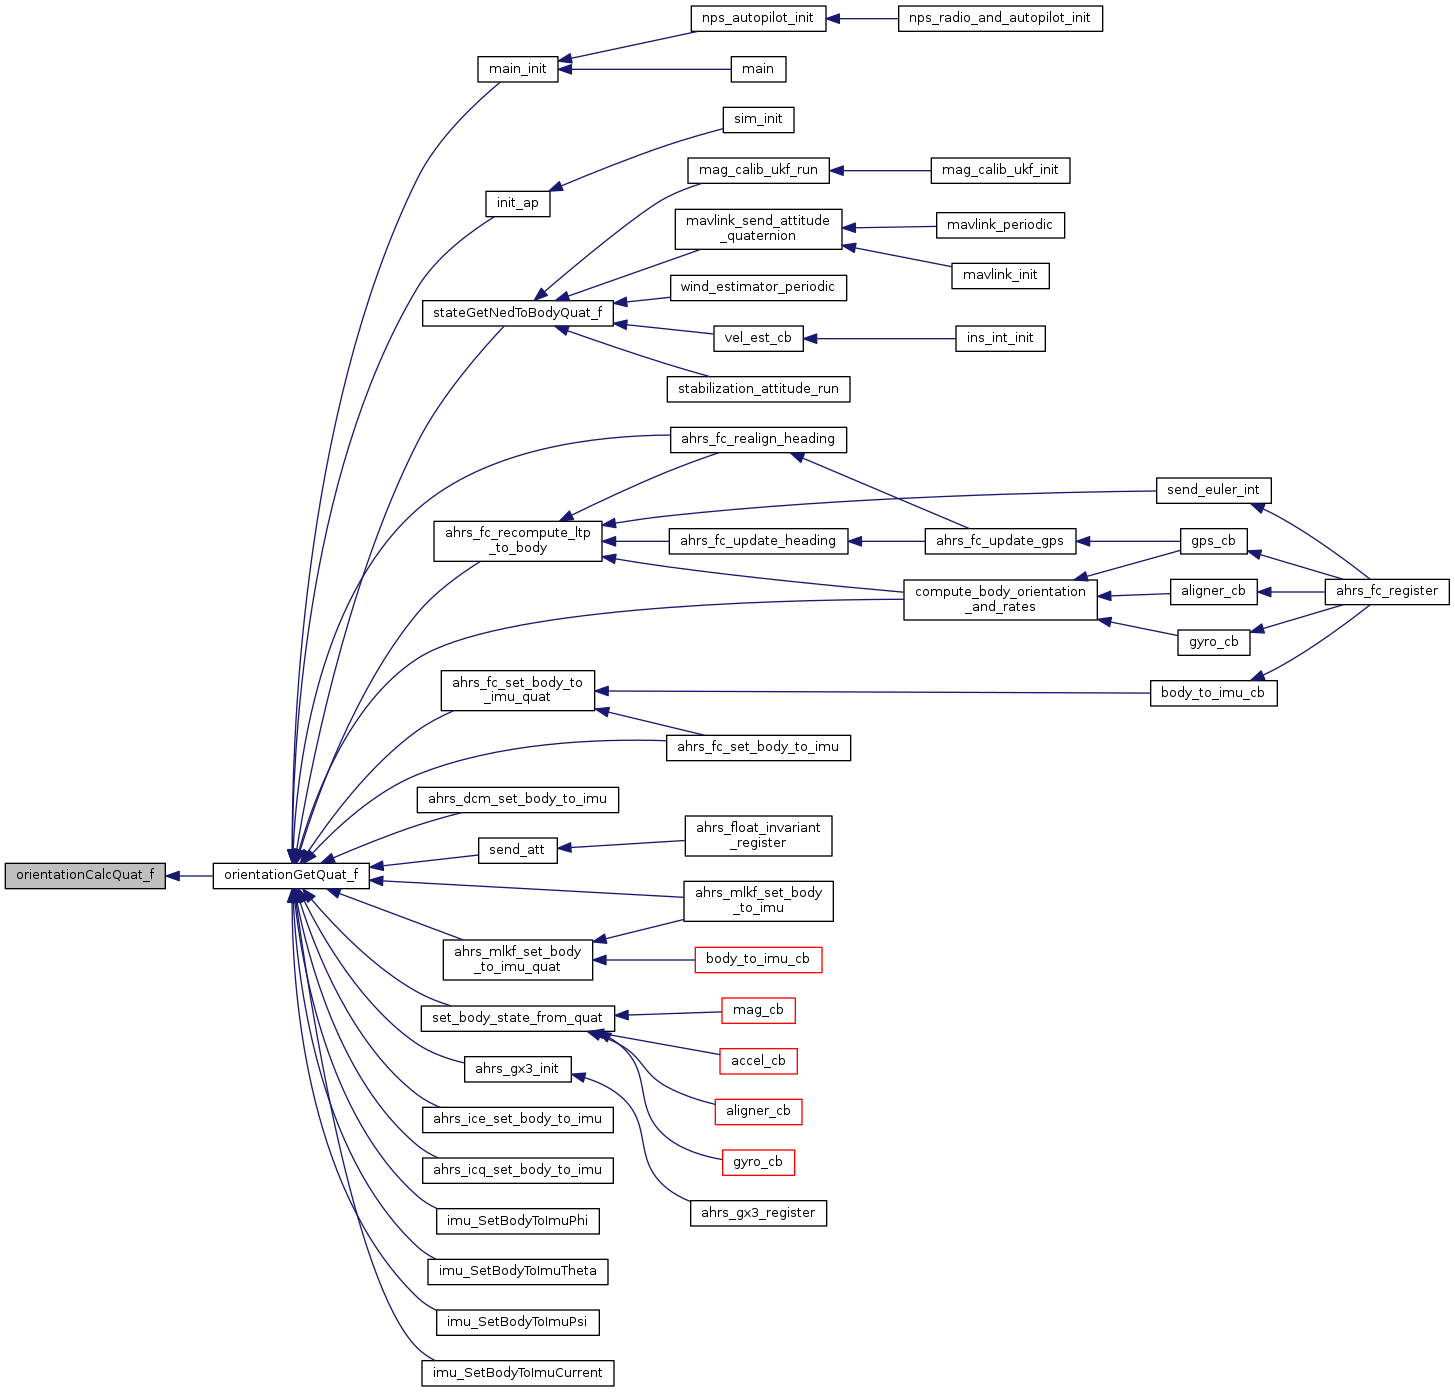 nps_autopilot_init
nps_radio_and_autopilot_init
main_init
main
sim_init
mag_calib_ukf_run
mag_calib_ukf_init
init_ap
mavlink_send_attitude
_quaternion
mavlink_periodic
mavlink_init
wind_estimator_periodic
stateGetNedToBodyQuat_f
vel_est_cb
ins_int_init
stabilization_attitude_run
ahrs_fc_realign_heading
send_euler_int
ahrs_fc_recompute_ltp
_to_body
ahrs_fc_update_heading
ahrs_fc_update_gps
gps_cb
compute_body_orientation
_and_rates
aligner_cb
ahrs_fc_register
gyro_cb
ahrs_fc_set_body_to
_imu_quat
body_to_imu_cb
ahrs_fc_set_body_to_imu
ahrs_dcm_set_body_to_imu
ahrs_float_invariant
_register
send_att
orientationCalcQuat_f
orientationGetQuat_f
ahrs_mlkf_set_body
_to_imu
ahrs_mlkf_set_body
_to_imu_quat
body_to_imu_cb
set_body_state_from_quat
mag_cb
accel_cb
ahrs_gx3_init
aligner_cb
ahrs_ice_set_body_to_imu
gyro_cb
ahrs_icq_set_body_to_imu
ahrs_gx3_register
imu_SetBodyToImuPhi
imu_SetBodyToImuTheta
imu_SetBodyToImuPsi
imu_SetBodyToImuCurrent